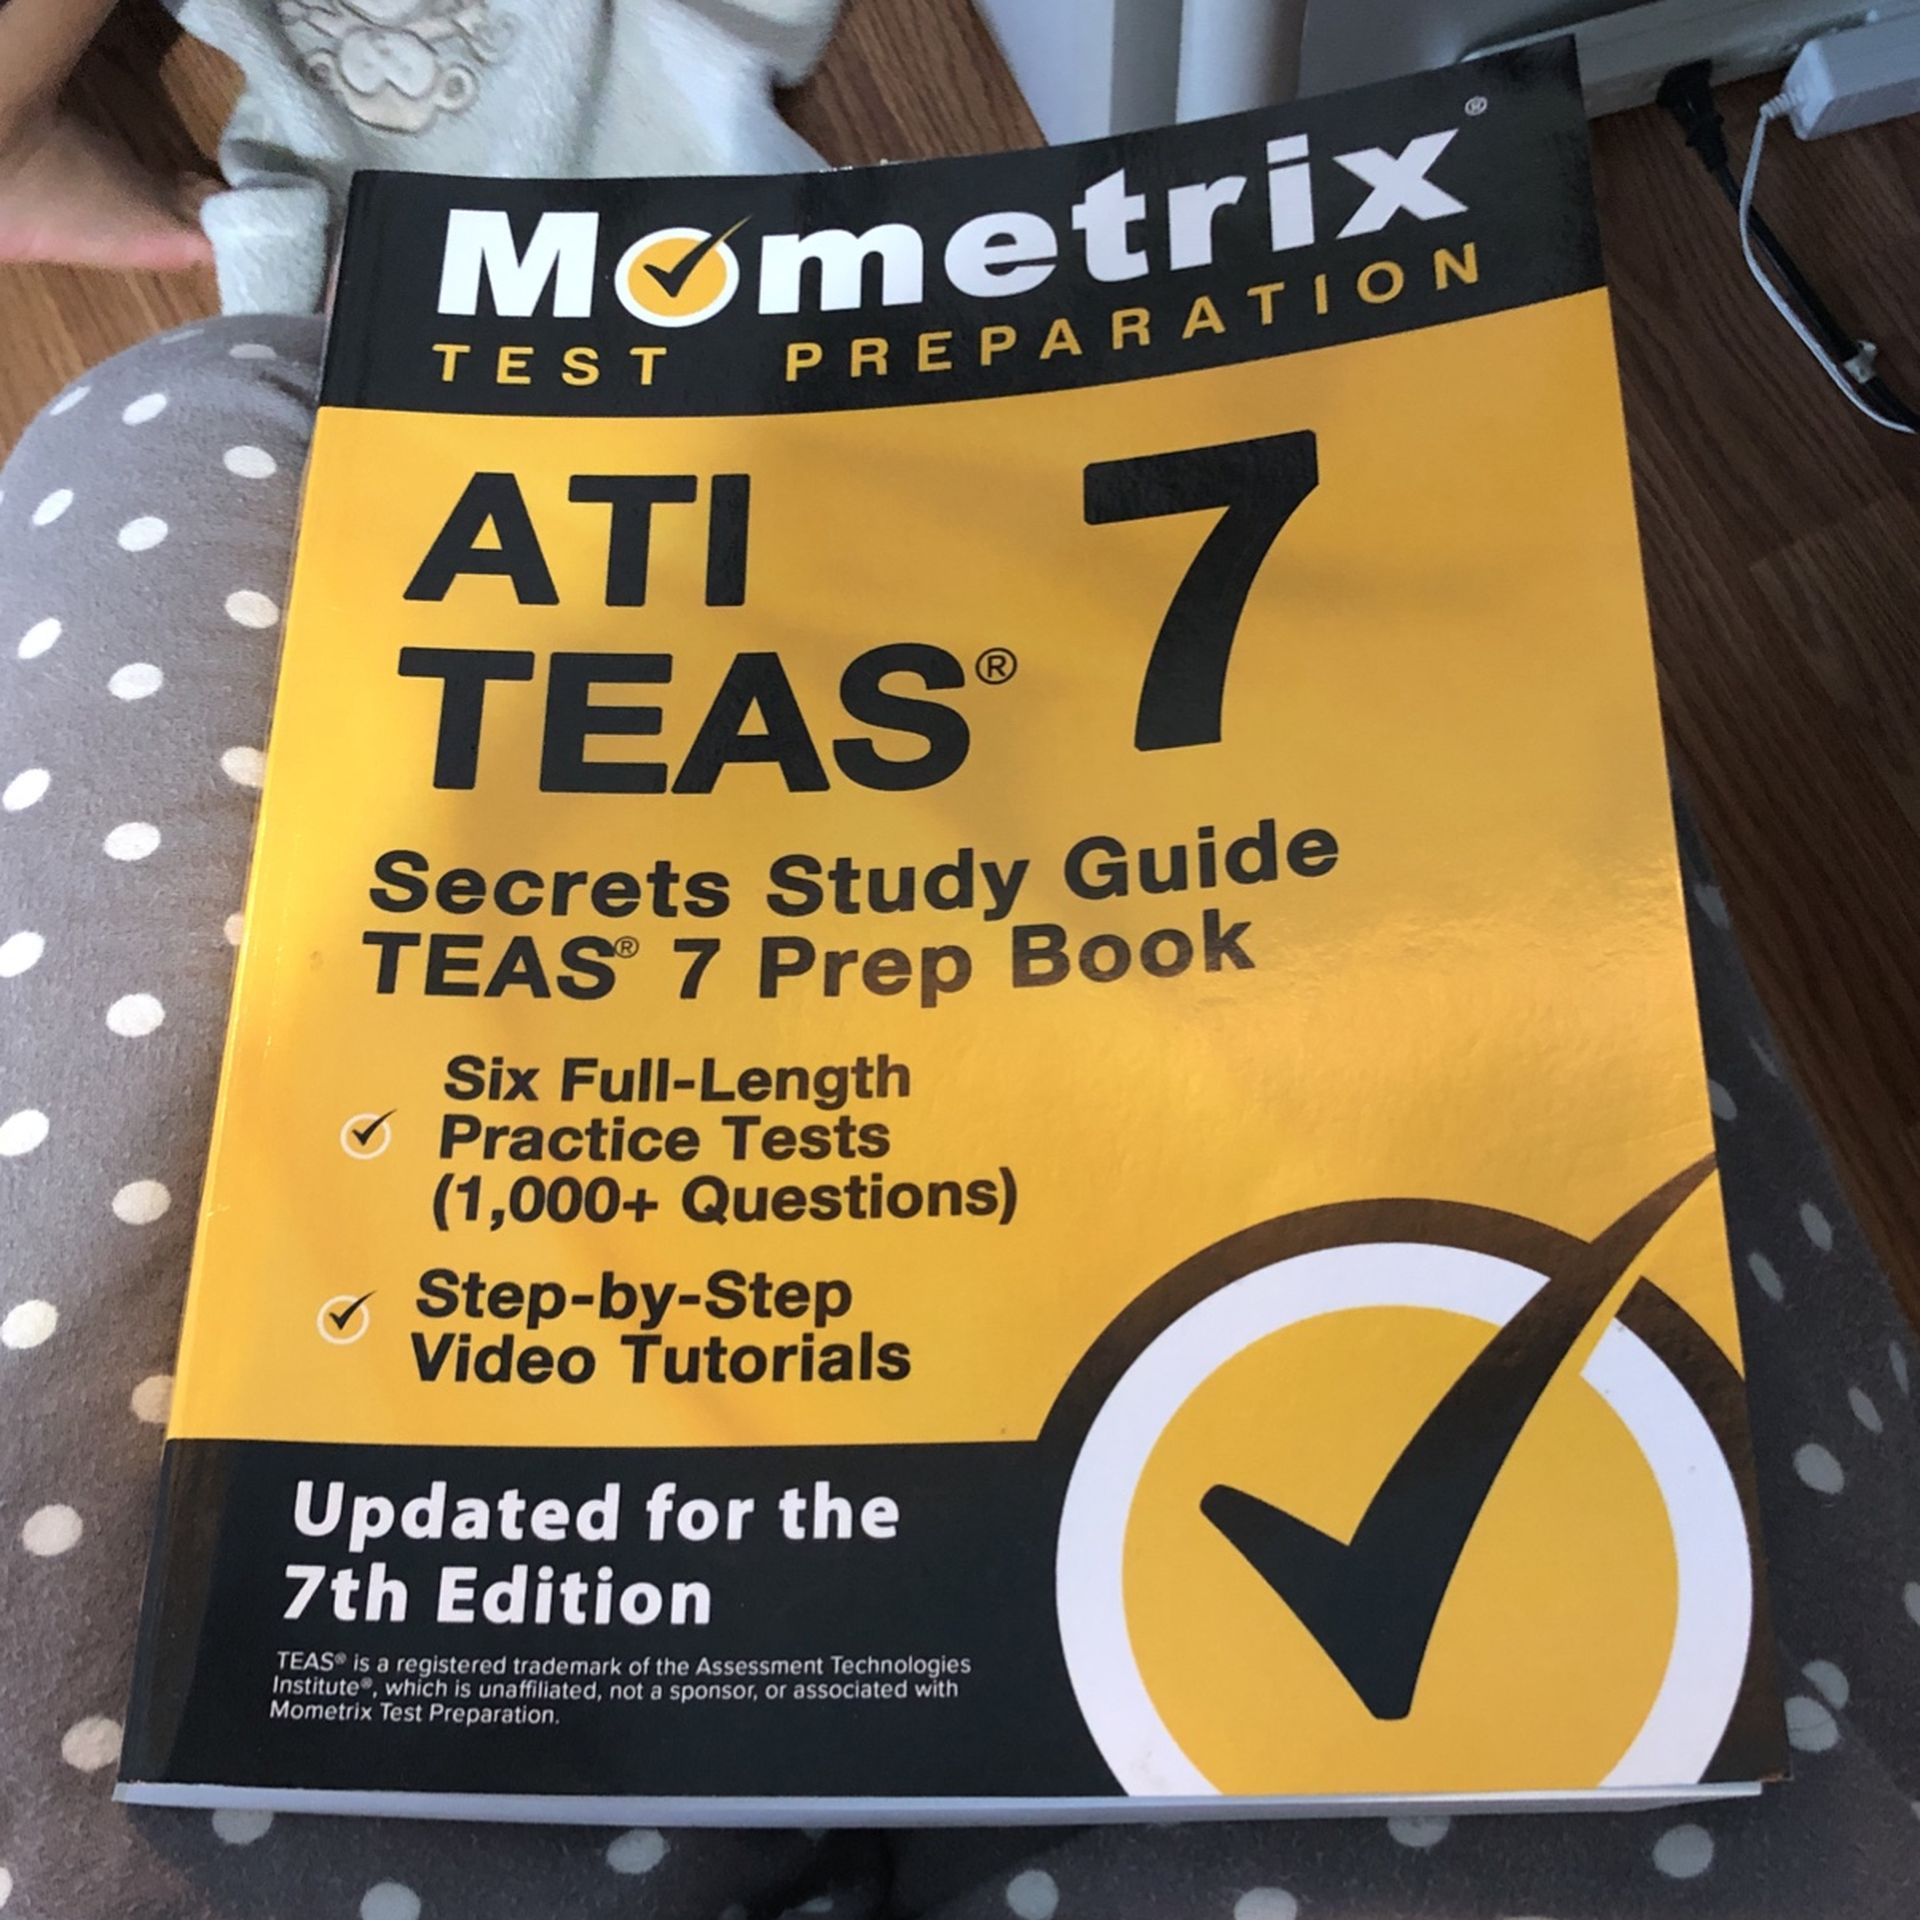 Mometrix®
TEST PREPARATION
ATI
TEAS® 7
Secrets Study Guide
TEAS® 7 Prep Book
Six Full-Length
Practice Tests
(1,000+ Questions)
Step-by-Step
Video Tutorials
Updated for the
7th Edition
TEAS® is a registered trademark of the Assessment Technologies
Institute®, which is unaffiliated, not a sponsor, or associated with
Mometrix Test Preparation.